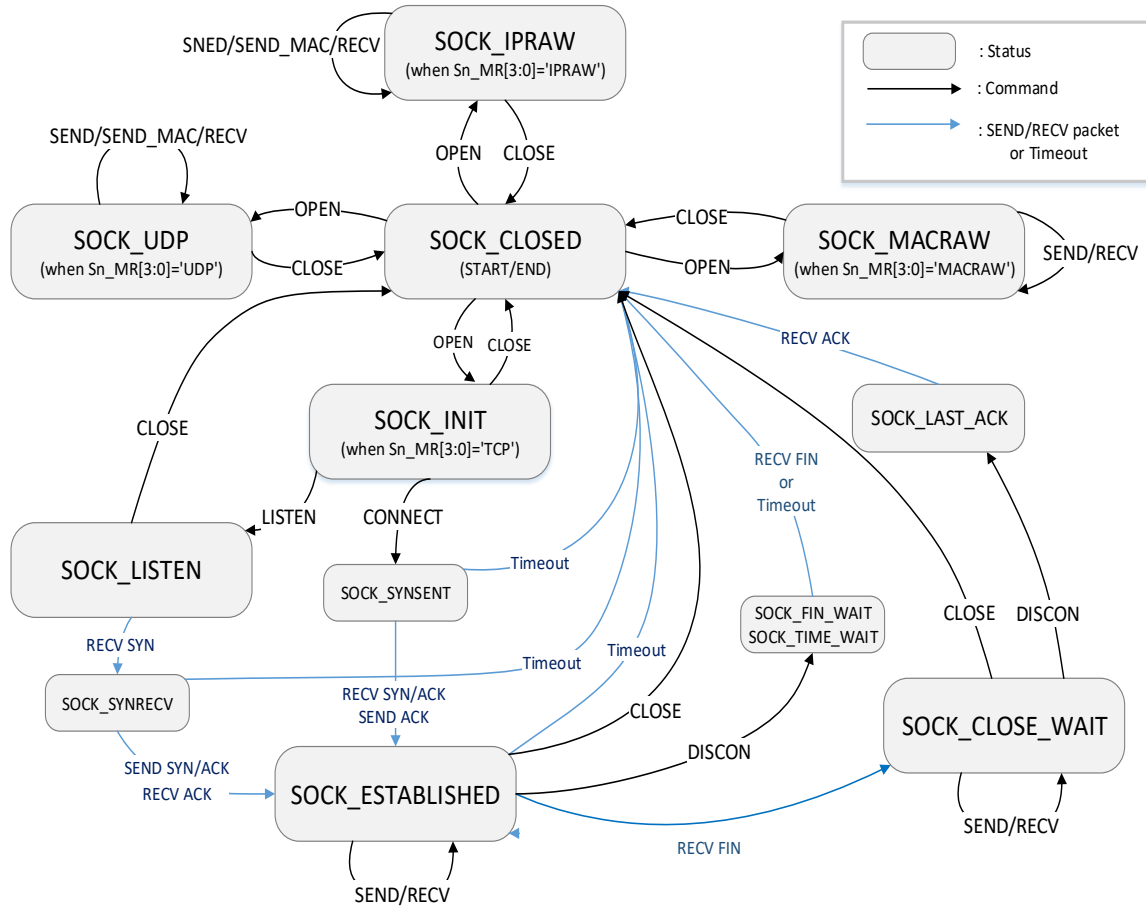 SNED/SEND_MAC/RECV
SOCK_IPRAW
(when Sn_MR[3:0]='IPRAW')
: Status
: Command
: SEND/RECV packet
or Timeout
SEND/SEND_MAC/RECV
OPEN
CLOSE
OPEN
CLOSE
SOCK_UDP
(when Sn_MR[3:0]='UDP')
CLOSE
SOCK_CLOSED
(START/END)
OPEN
SOCK_MACRAW
(when Sn_MR[3:0]='MACRAW')
SEND/RECV
OPEN
CLOSE
RECV ACK
SOCK_INIT
(when Sn_MR[3:0]='TCP')
SOCK_LAST_ACK
CLOSE
RECV FIN
or
Timeout
LISTEN
CONNECT
SOCK_LISTEN
Timeout
SOCK_SYNSENT
SOCK_FIN_WAIT
SOCK_TIME_WAIT
CLOSE
DISCON
RECV SYN
Timeout
Timeout
SOCK_SYNRECV
RECV SYN/ACK
SEND ACK
CLOSE
SOCK_CLOSE_WAIT
DISCON
SEND SYN/ACK
RECV ACK
SOCK_ESTABLISHED
SEND/RECV
RECV FIN
SEND/RECV